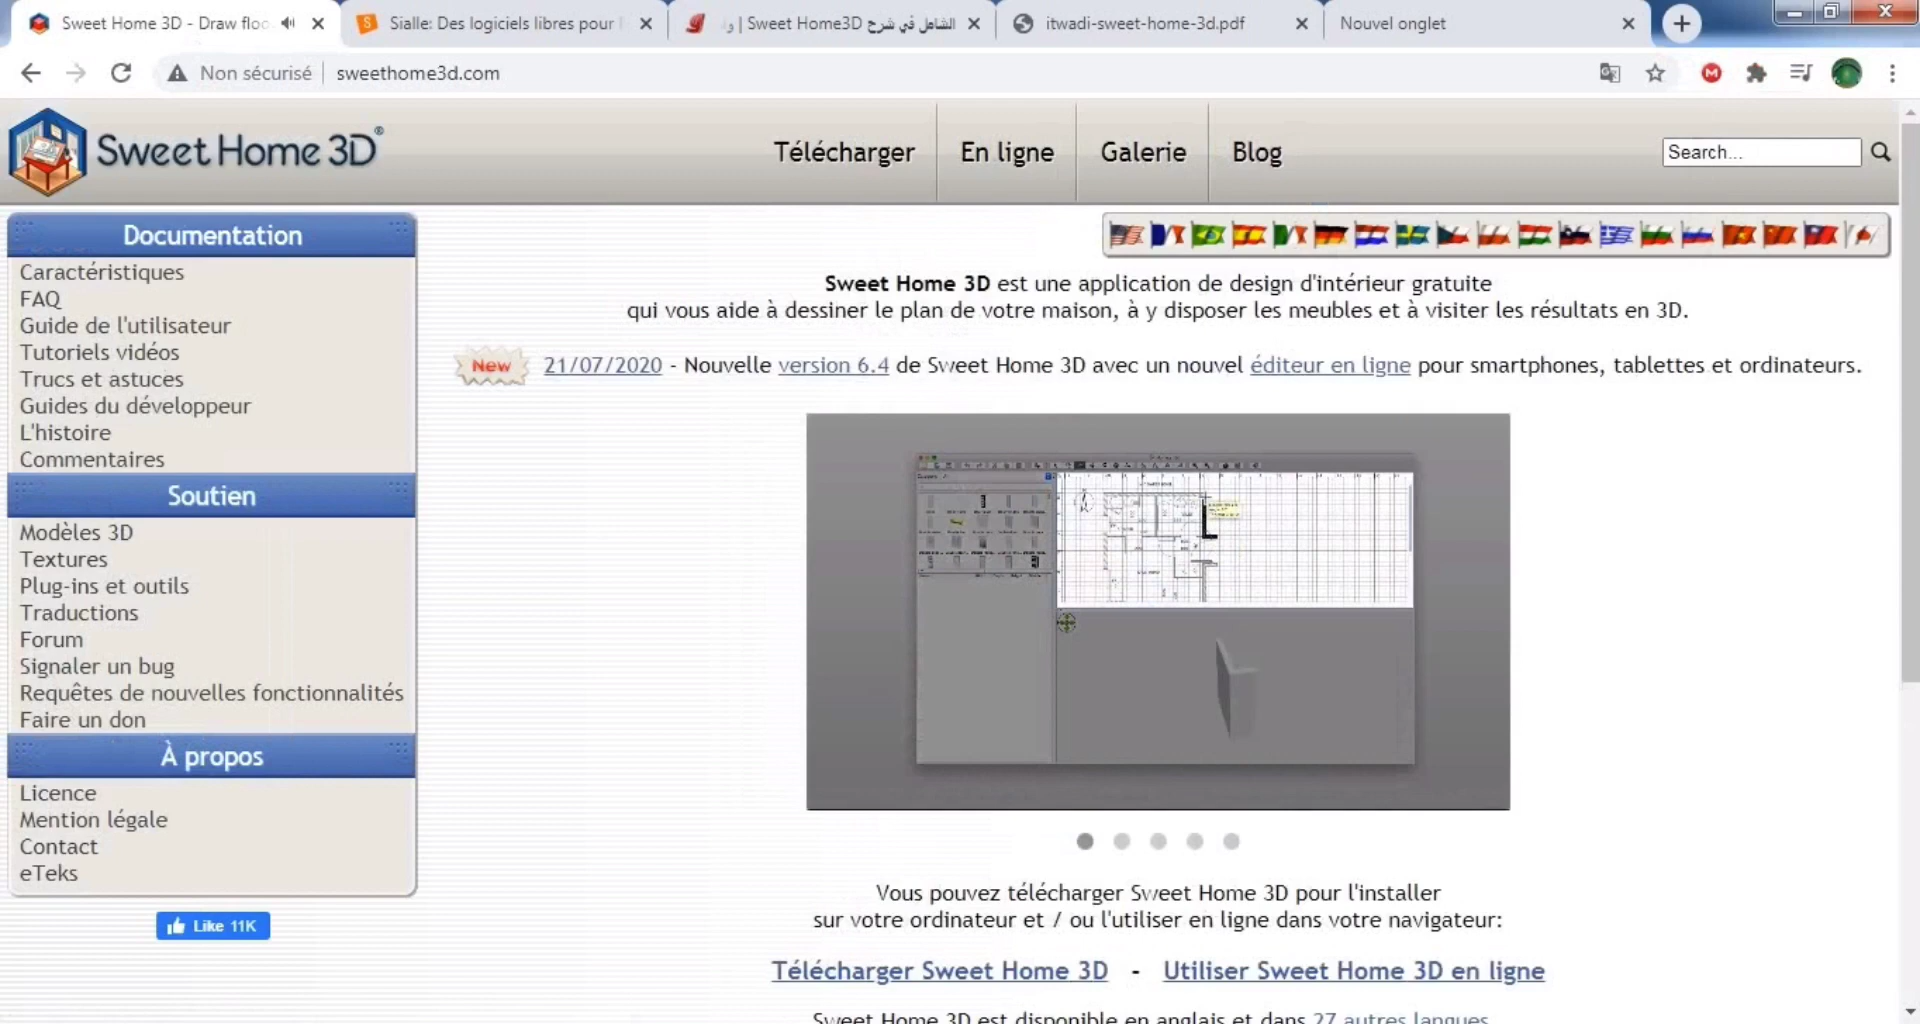 Sweet Home 3D - Draw floo
Sialle: Des logiciels libres pour l
الشاهل في شرح Sweet Home3D | وا
itwadi-sweet-home-3d.pdf
Nouvel onglet
Non sécurisé
sweethome3d.com
Sweet Home 3D®
Télécharger
En ligne
Galerie
Blog
Search...
Documentation
Caractéristiques
FAQ
Guide de l'utilisateur
Tutoriels vidéos
Trucs et astuces
Guides du développeur
L'histoire
Commentaires
Soutien
Modèles 3D
Textures
Plug-ins et outils
Traductions
Forum
Signaler un bug
Requêtes de nouvelles fonctionnalités
Faire un don
À propos
Licence
Mention légale
Contact
eTeks
Like 11K
Sweet Home 3D est une application de design d'intérieur gratuite
qui vous aide à dessiner le plan de votre maison, à y disposer les meubles et à visiter les résultats en 3D.
New 21/07/2020 - Nouvelle version 6.4 de Sweet Home 3D avec un nouvel éditeur en ligne pour smartphones, tablettes et ordinateurs.
Vous pouvez télécharger Sweet Home 3D pour l'installer
sur votre ordinateur et / ou l'utiliser en ligne dans votre navigateur:
Télécharger Sweet Home 3D - Utiliser Sweet Home 3D en ligne
Sweet Home 3D est disponible en anglais et dans 27 autres langues